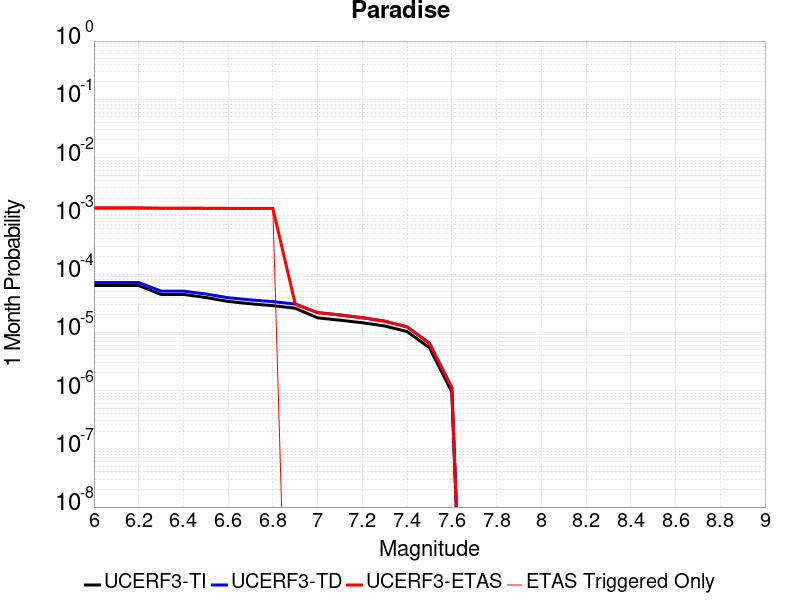 Paradise
10^0
10^-1
10^-2
10^-3
10^-4
10^-5
10^-6
10^-7
10^-8
1 Month Probability
6 6.2 6.4 6.6 6.8 7 7.2 7.4 7.6 7.8 8 8.2 8.4 8.6 8.8 9
Magnitude
UCERF3-TI UCERF3-TD UCERF3-ETAS ETAS Triggered Only